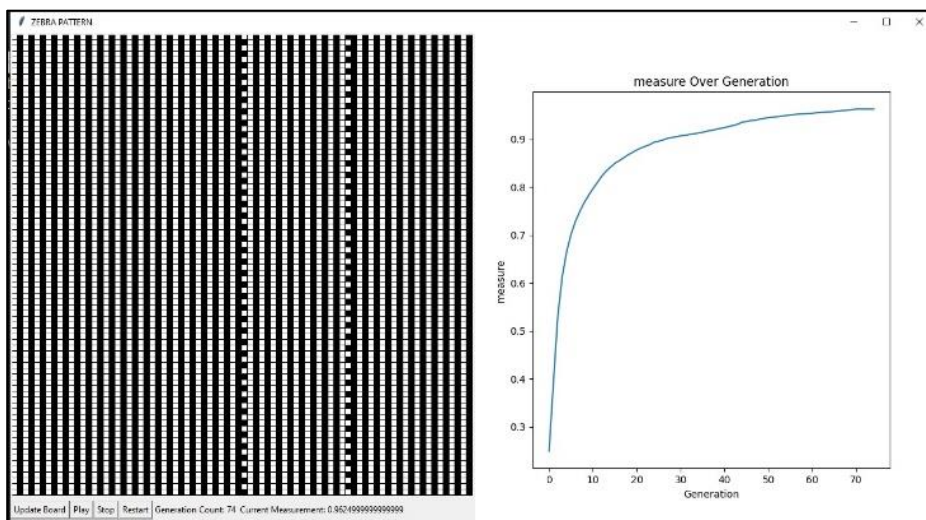 ZEBRA PATTERN
measure Over Generation
0.9
0.8
0.7
0.6
0.5
0.4
0.3
measure
0 10 20 30 40 50 60 70
Generation
Update Board Play Stop Restart Generation Count: 74 Current Measurement: 0.9624999999999999